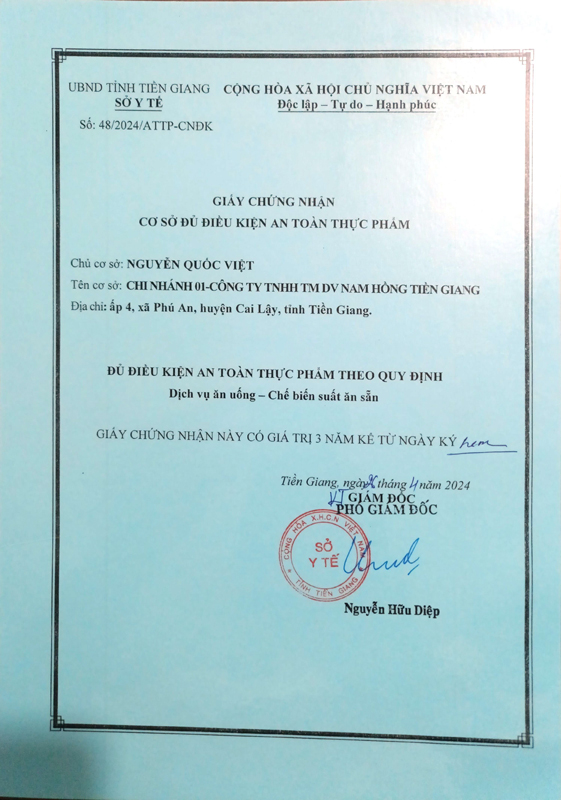 UBND TỈNH TIỀN GIANG
SỞ Y TẾ
Số: 48/2024/ATTP-CNĐK
CỘNG HÒA XÃ HỘI CHỦ NGHĨA VIỆT NAM
Độc lập – Tự do – Hạnh phúc
GIẤY CHỨNG NHẬN
CƠ SỞ ĐỦ ĐIỀU KIỆN AN TOÀN THỰC PHẨM
Chủ cơ sở: NGUYỄN QUỐC VIỆT
Tên cơ sở: CHI NHÁNH 01-CÔNG TY TNHH TM DV NAM HỒNG TIỀN GIANG
Địa chỉ: ấp 4, xã Phú An, huyện Cai Lậy, tỉnh Tiền Giang.
ĐỦ ĐIỀU KIỆN AN TOÀN THỰC PHẨM THEO QUY ĐỊNH
Dịch vụ ăn uống – Chế biến suất ăn sẵn
GIẤY CHỨNG NHẬN NÀY CÓ GIÁ TRỊ 3 NĂM KỂ TỪ NGÀY KÝ
Tiền Giang, ngày 26 tháng 4 năm 2024
KT GIÁM ĐỐC
PHÓ GIÁM ĐỐC
CỘNG HÒA X.H.C.N VIỆT NAM
SỞ
Y TẾ
TỈNH TIỀN GIANG
Nguyễn Hữu Diệp